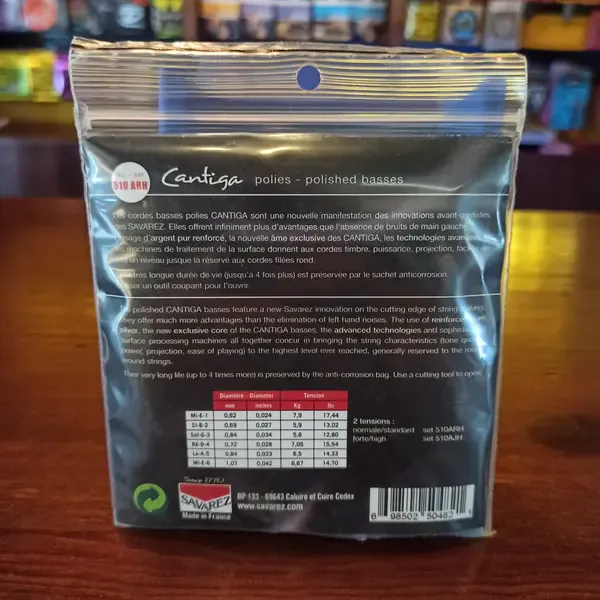 510 ARH
Cantiga polies - polished basses
cordes basses polies CANTIGA sont une nouvelle manifestation des innovations avant-gardistes
des SAVAREZ. Elles offrent infiniment plus d'avantages que l'absence de bruits de main gauche.
d'argent pur renforcé, la nouvelle âme exclusive des CANTIGA, les technologies
machines de traitement de la surface donnent aux cordes timbre, puissance, projection,
un niveau jusque là réservé aux cordes filées rond.
très longue durée de vie (jusqu'à 4 fois plus) est préservée par le sachet anticorrosion.
un outil coupant pour l'ouvrir.
polished CANTIGA basses feature a new Savarez innovation on the cutting edge of string
they offer much more advantages than the elimination of left hand noises. The use of
silver, the new exclusive core of the CANTIGA basses, the advanced technologies and
surface processing machines all together concur in bringing the string characteristics (tone
power, projection, ease of playing) to the highest level ever reached, generally reserved to the
strings.
very long life (up to 4 times more) is preserved by the anti-corrosion bag. Use a cutting tool to open
Diamètre - Diameter Tension
mm inches Kg lbs
Mi-E-1 0,62 0,024 7,9 17,44
Si-B-2 0,69 0,027 5,9 13,02
Sol-G-3 0,84 0,034 5,8 12,80
Ré-D-4 0,72 0,028 7,05 15,54
La-A-5 0,84 0,033 6,5 14,33
Mi-E-6 1,07 0,042 6,67 14,70
2 tensions :
normale/standard set 510ARH
forte/high set 510AJH
Since 1770
SAVAREZ
Made in France
BP 133 - 69643 Caluire et Cuire Cedex
www.savarez.com
6 98502 50482